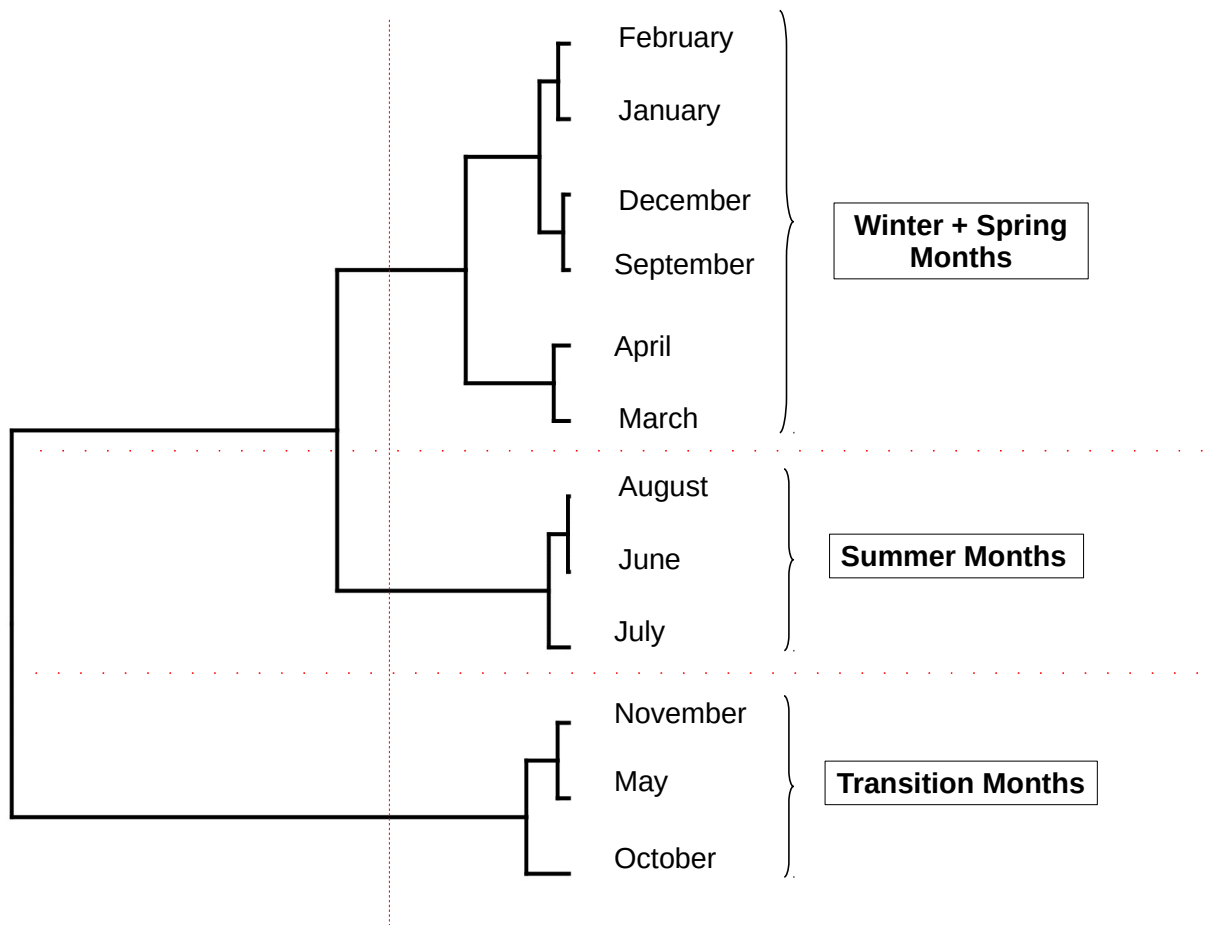 February
January
December
September
April
March
Winter + Spring
Months
August
June
July
Summer Months
November
May
October
Transition Months